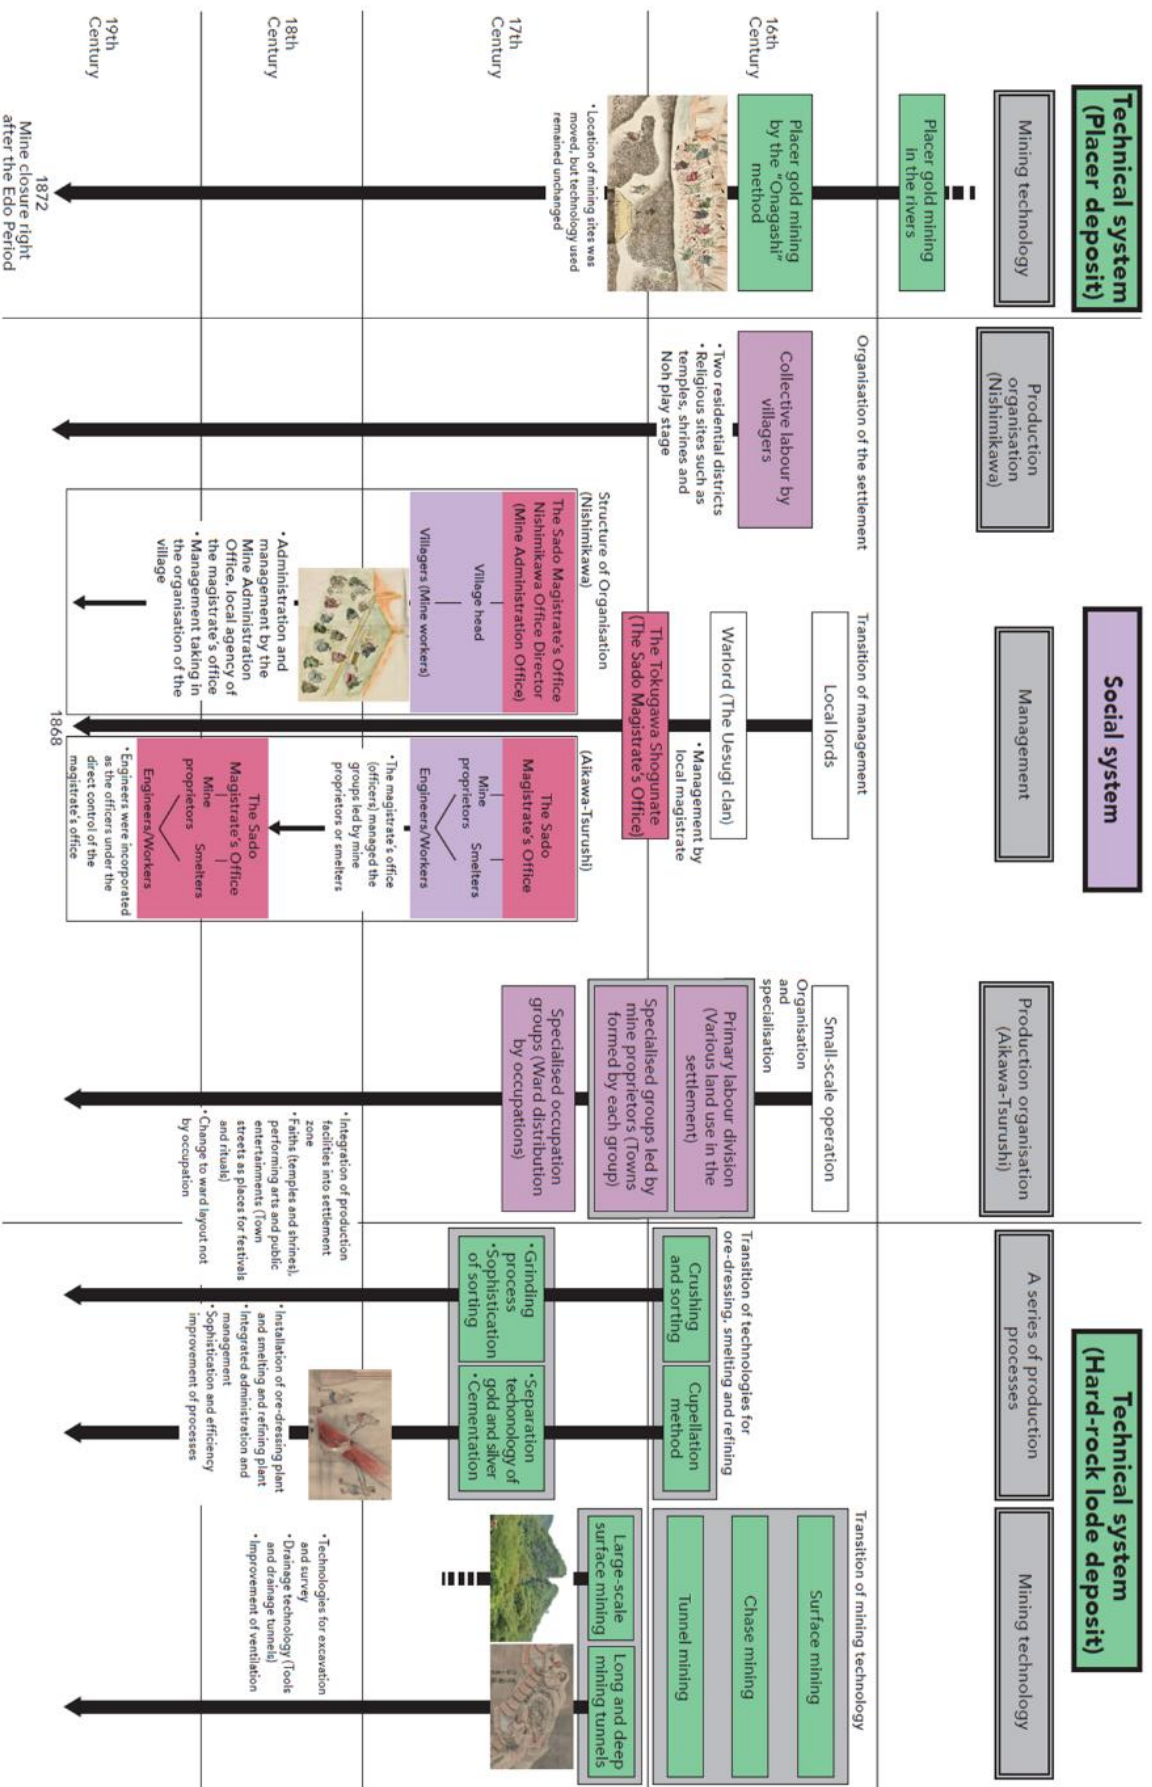 Technical system
(Placer deposit)
Social system
Technical system
(Hard-rock lode deposit)
Mining technology
Production
organisation
(Nishimikawa)
Management
Production organisation
(Aikawa-Tsurushi)
A series of production
processes
Mining technology
16th
Century
17th
Century
18th
Century
19th
Century
Placer gold mining
in the rivers
Placer gold mining
by the “Onagashi”
method
• Location of mining sites was
moved, but technology used
remained unchanged
1872
Mine closure right
after the Edo Period
Organisation of the settlement
Collective labour by
villagers
• Two residential districts
• Religious sites such as
temples, shrines and
Noh play stage
Structure of Organisation
(Nishimikawa)
The Sado Magistrate's Office
Nishimikawa Office Director
(Mine Administration Office)
Village head
Villagers (Mine workers)
• Administration and
management by the
Mine Administration
Office, local agency of
the magistrate's office
• Management taking in
the organisation of the
village
Transition of management
Local lords
Warlord (The Uesugi clan)
• Management by
local magistrate
The Tokugawa Shogunate
(The Sado Magistrate's Office)
1868
(Aikawa-Tsurushi)
The Sado
Magistrate's Office
Mine
proprietors
Smelters
Engineers/Workers
• The magistrate's office
(officers) managed the
groups led by mine
proprietors or smelters
The Sado
Magistrate's Office
Mine
proprietors
Smelters
Engineers/Workers
• Engineers were incorporated
as the officers under the
direct control of the
magistrate's office
Small-scale operation
Organisation
and
specialisation
Primary labour division
(Various land use in the
settlement)
Specialised groups led by
mine proprietors (Towns
formed by each group)
Specialised occupation
groups (Ward distribution
by occupations)
• Integration of production
facilities into settlement
zone
• Faiths (temples and shrines),
performing arts and public
entertainments (Town
streets as places for festivals
and rituals)
• Change to ward layout not
by occupation
Transition of technologies for
ore-dressing, smelting and refining
Crushing
and sorting
Cupellation
method
• Grinding
process
• Sophistication
of sorting
• Separation
techonology of
gold and silver
• Cementation
• Installation of ore-dressing plant
and smelting and refining plant
• Integrated administration and
management
• Sophistication and efficiency
improvement of processes
Transition of mining technology
Surface mining
Chase mining
Tunnel mining
Large-scale
surface mining
Long and deep
mining tunnels
• Technologies for excavation
and survey
• Drainage technology (Tools
and drainage tunnels)
• Improvement of ventilation